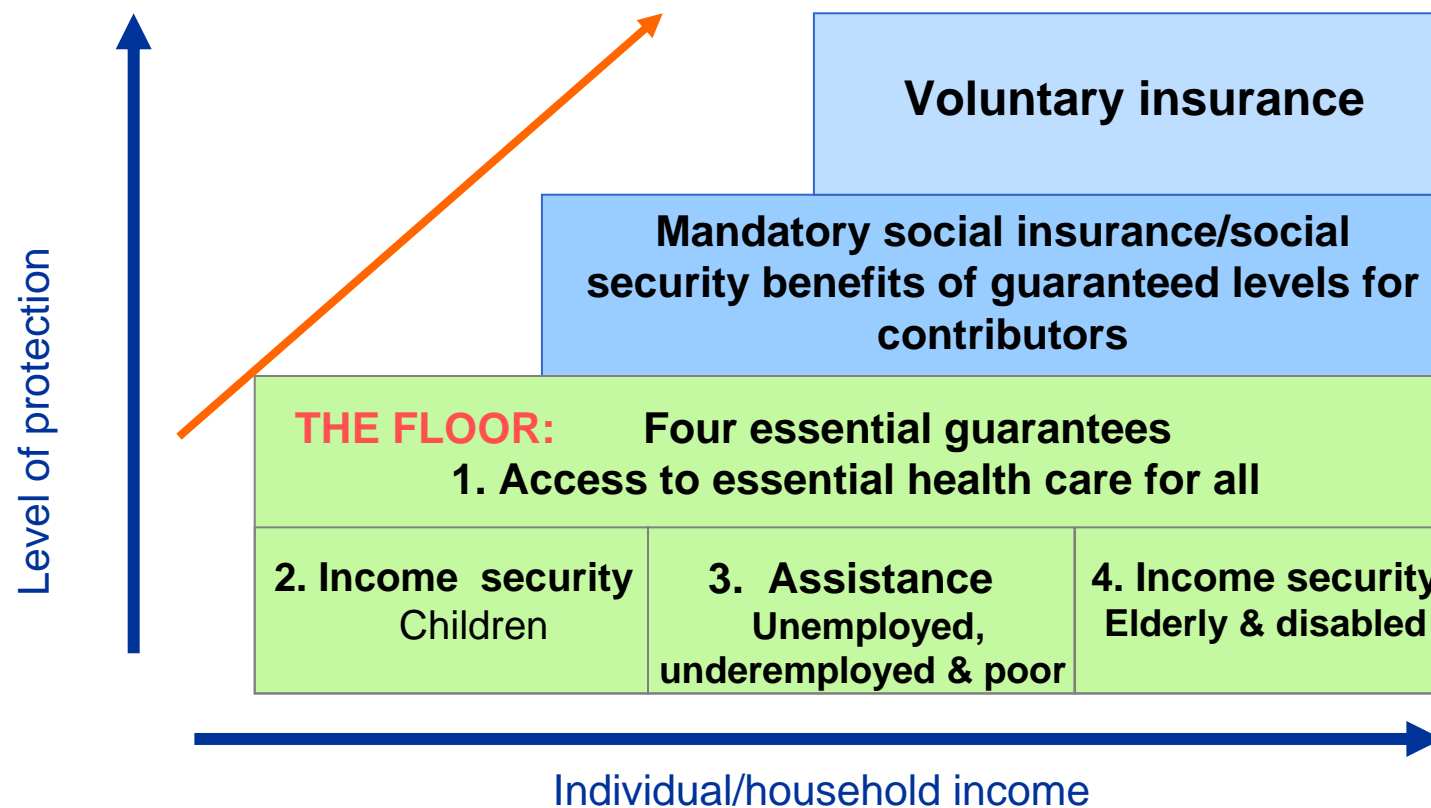 Level of protection
Voluntary insurance
Mandatory social insurance/social
security benefits of guaranteed levels for
contributors
THE FLOOR: Four essential guarantees
1. Access to essential health care for all
2. Income security
Children
3. Assistance
Unemployed,
underemployed & poor
4. Income security
Elderly & disabled
Individual/household income